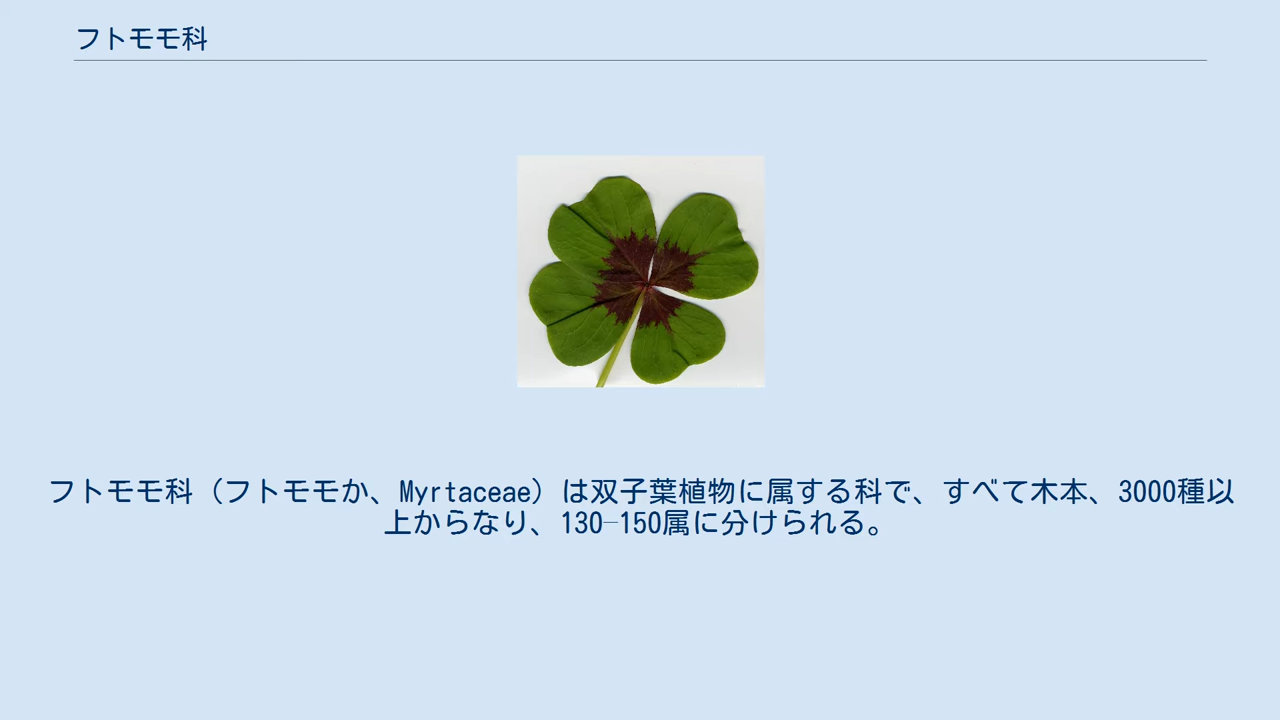 フトモモ科
フトモモ科（フトモモか、Myrtaceae）は双子葉植物に属する科で、すべて木本、3000種以
上からなり、130–150属に分けられる。